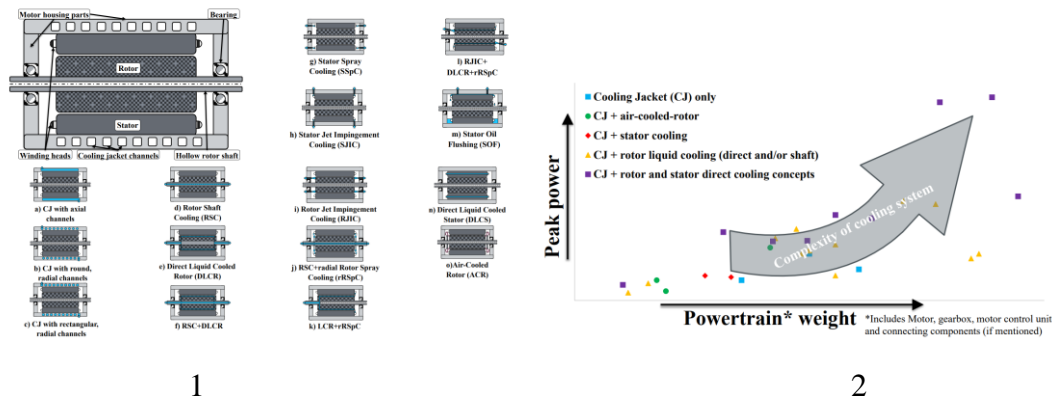 Motor housing parts
Bearing
Rotor
Stator
Winding heads
Cooling jacket channels
Hollow rotor shaft
a) CJ with axial
channels
b) CJ with round,
radial channels
c) CJ with rectangular,
radial channels
d) Rotor Shaft
Cooling (RSC)
e) Direct Liquid Cooled
Rotor (DLCR)
f) RSC+DLCR
g) Stator Spray
Cooling (SSpC)
h) Stator Jet Impingement
Cooling (SJIC)
i) Rotor Jet Impingement
Cooling (RJIC)
j) RSC+radial Rotor Spray
Cooling (rRSpC)
k) LCR+rRSpC
l) RJIC+
DLCR+rRSpC
m) Stator Oil
Flushing (SOF)
n) Direct Liquid Cooled
Stator (DLCS)
o)Air-Cooled
Rotor (ACR)
1
Cooling Jacket (CJ) only
CJ + air-cooled-rotor
CJ + stator cooling
CJ + rotor liquid cooling (direct and/or shaft)
CJ + rotor and stator direct cooling concepts
Complexity of cooling system
Peak power
Powertrain* weight
*Includes Motor, gearbox, motor control unit
and connecting components (if mentioned)
2